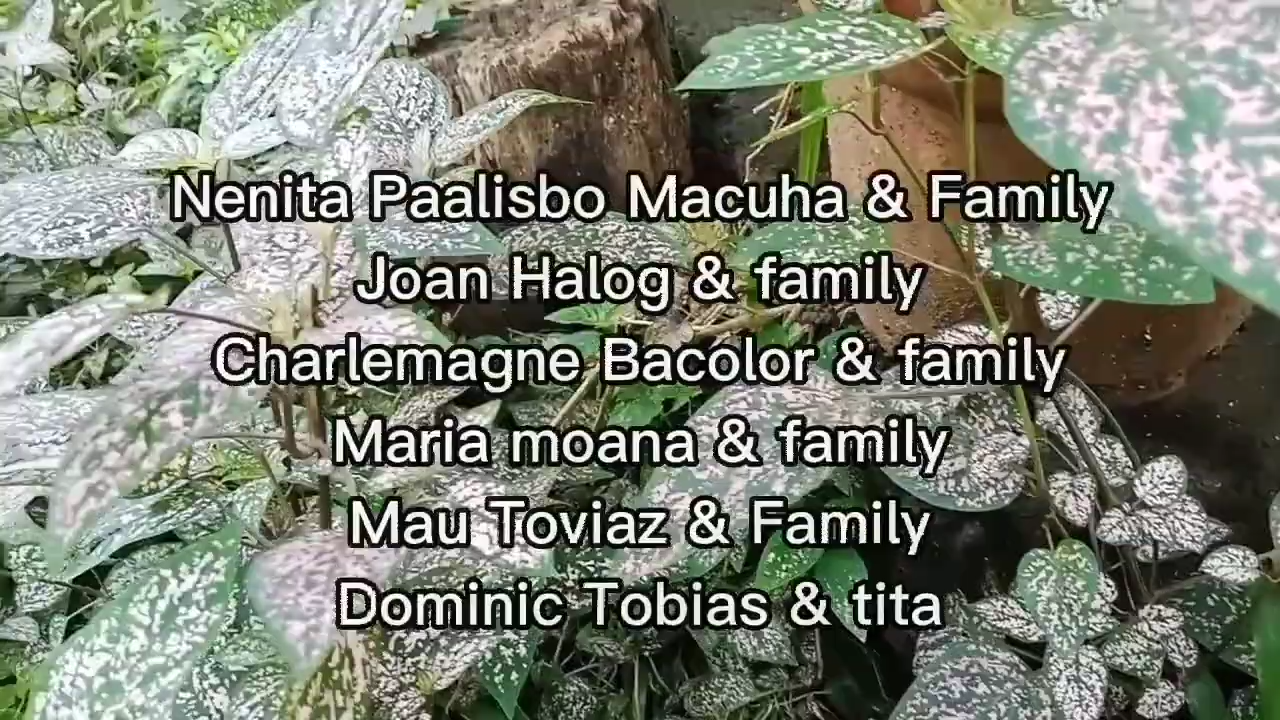 Nenita Paalisbo Macuha & Family
Joan Halog & family
Charlemagne Bacolor & family
Maria moana & family
Mau Toviaz & Family
Dominic Tobias & tita